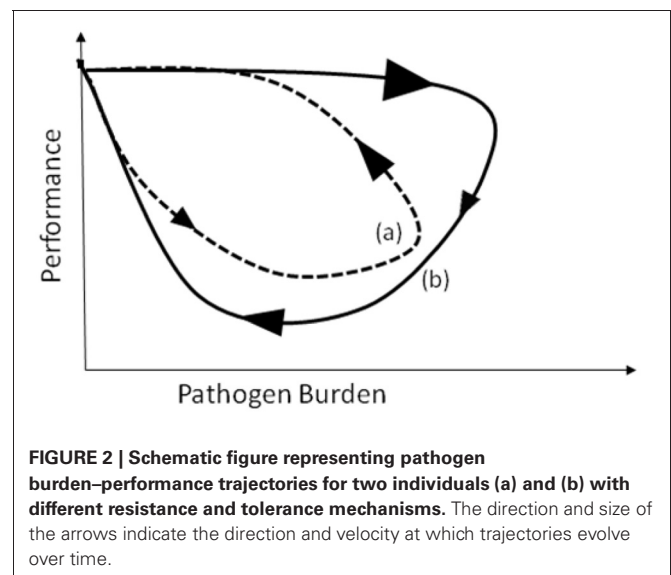 Performance
(a)
(b)
Pathogen Burden
FIGURE 2 | Schematic figure representing pathogen
burden–performance trajectories for two individuals (a) and (b) with
different resistance and tolerance mechanisms. The direction and size of
the arrows indicate the direction and velocity at which trajectories evolve
over time.